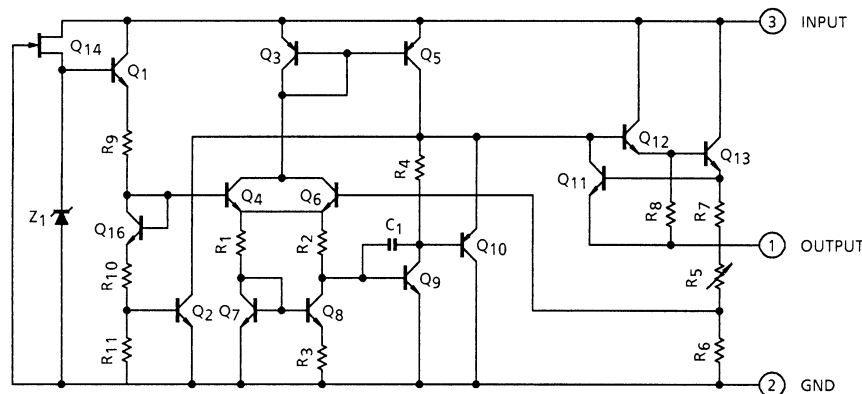 3 INPUT
Q14
Q1
Q3
Q5
Q12
Q13
R9
R4
Q11
Z1
Q16
Q4
Q6
R8
R7
C1
R1
R2
Q10
1 OUTPUT
R10
Q9
R5
Q2
Q7
Q8
R11
R3
R6
2 GND